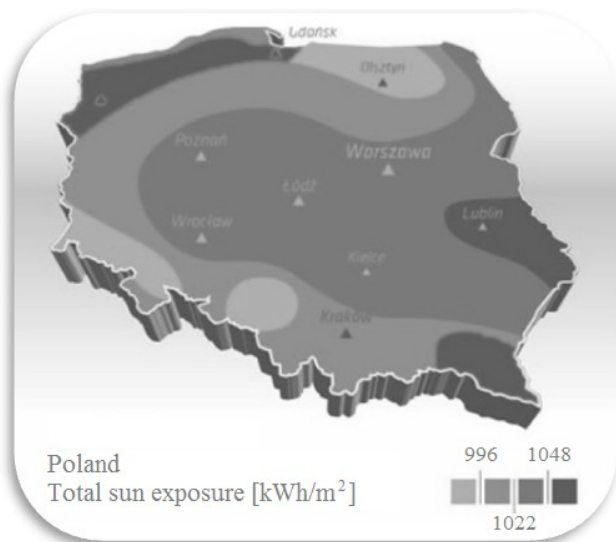 Gdańsk
Olsztyn
Poznań
Warszawa
Łódź
Wrocław
Lublin
Kielce
Kraków
Poland
996 1048
Total sun exposure [kWh/m²]
1022